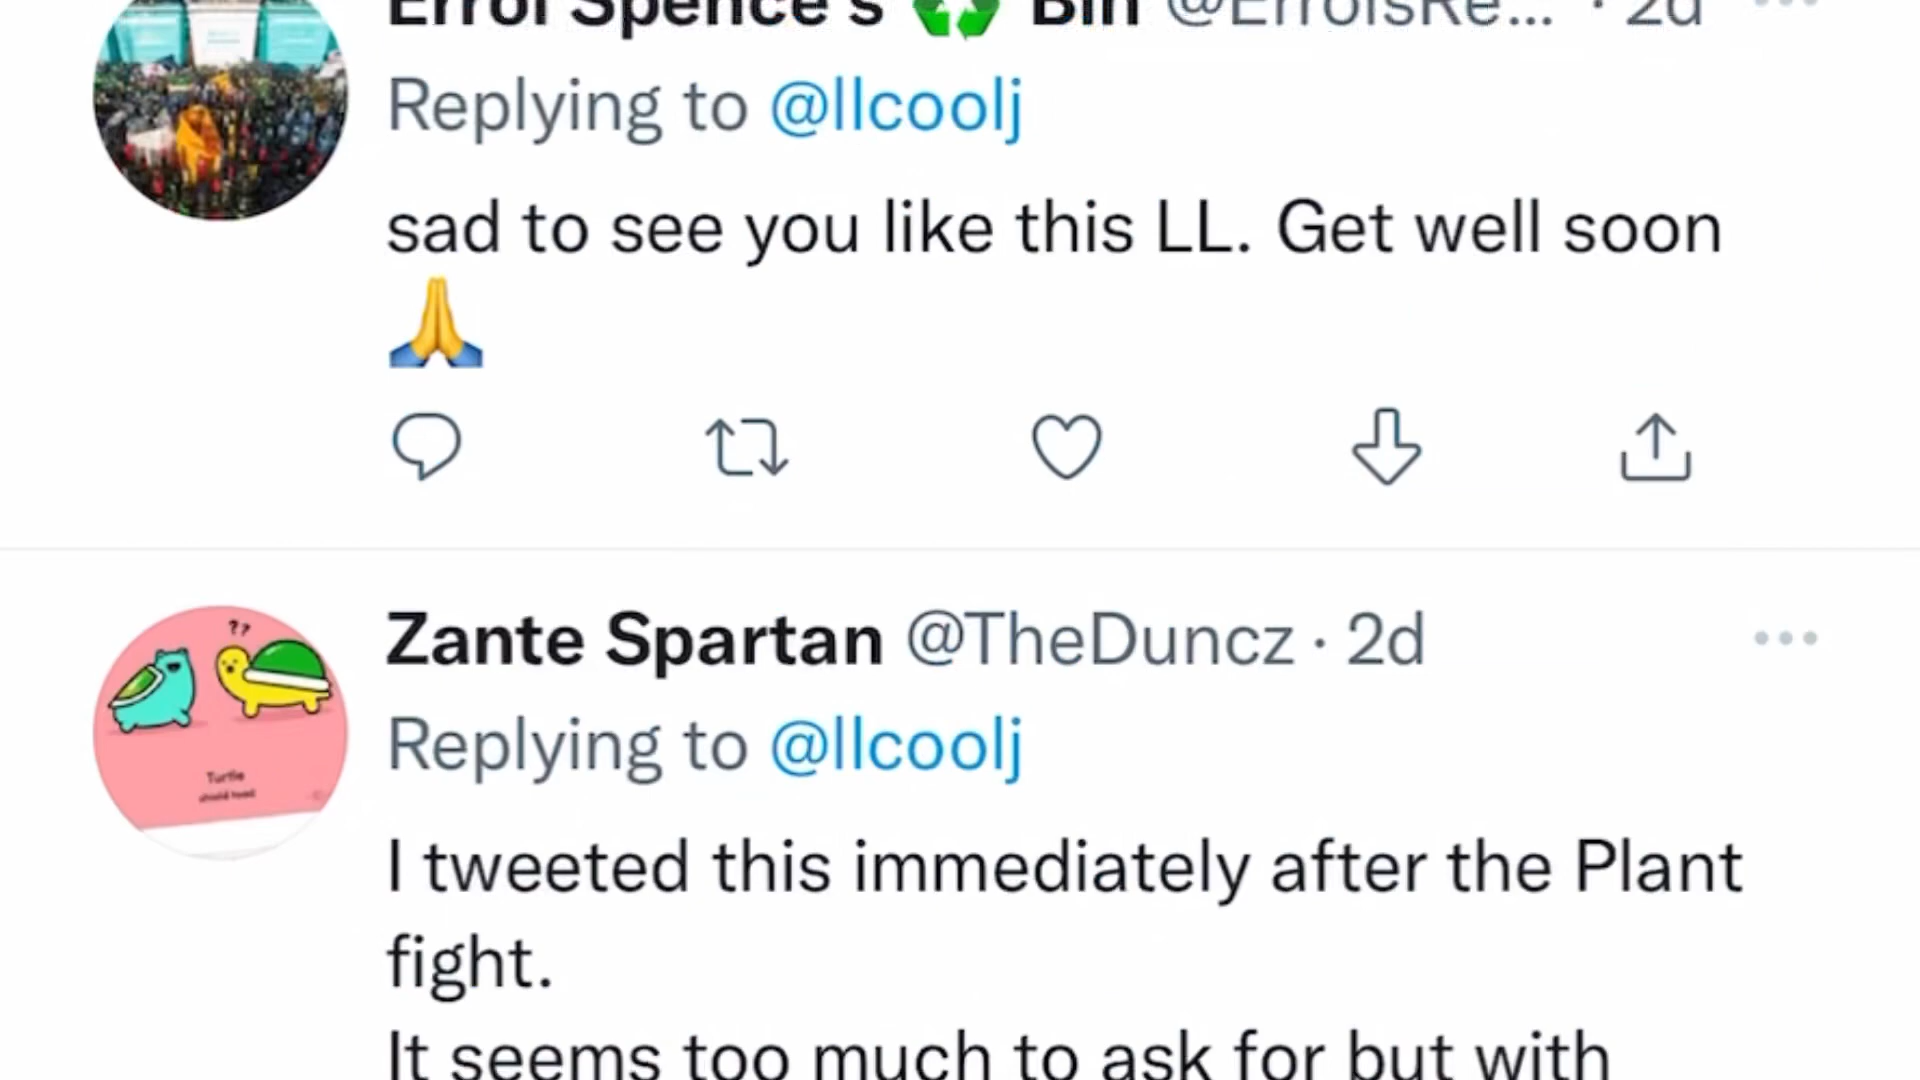 Errol Spence's ♻️ Bin @ErrolsRe... · 2d
Replying to @llcoolj
sad to see you like this LL. Get well soon
🙏
Zante Spartan @TheDuncz · 2d
Replying to @llcoolj
??
Turtle
I tweeted this immediately after the Plant
fight.
It seems too much to ask for but with